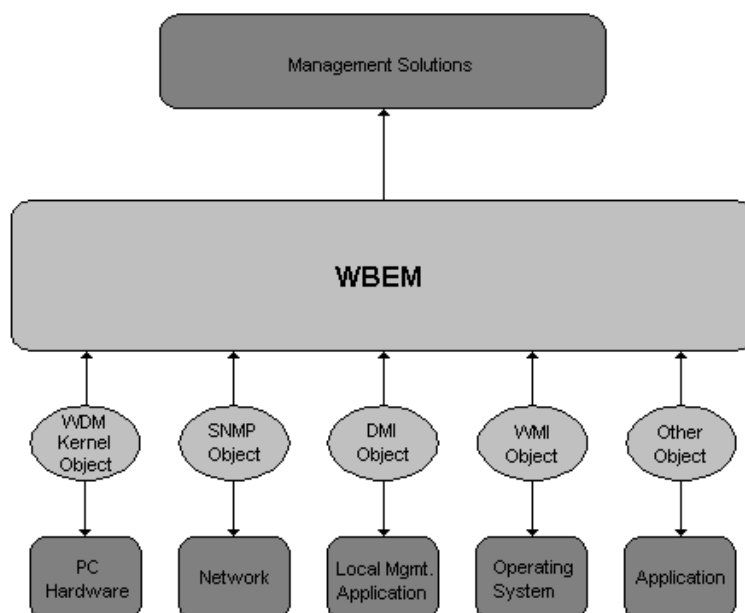 Management Solutions
WBEM
WDM
Kernel
Object
SNMP
Object
DMI
Object
WMI
Object
Other
Object
PC
Hardware
Network
Local Mgmt.
Application
Operating
System
Application